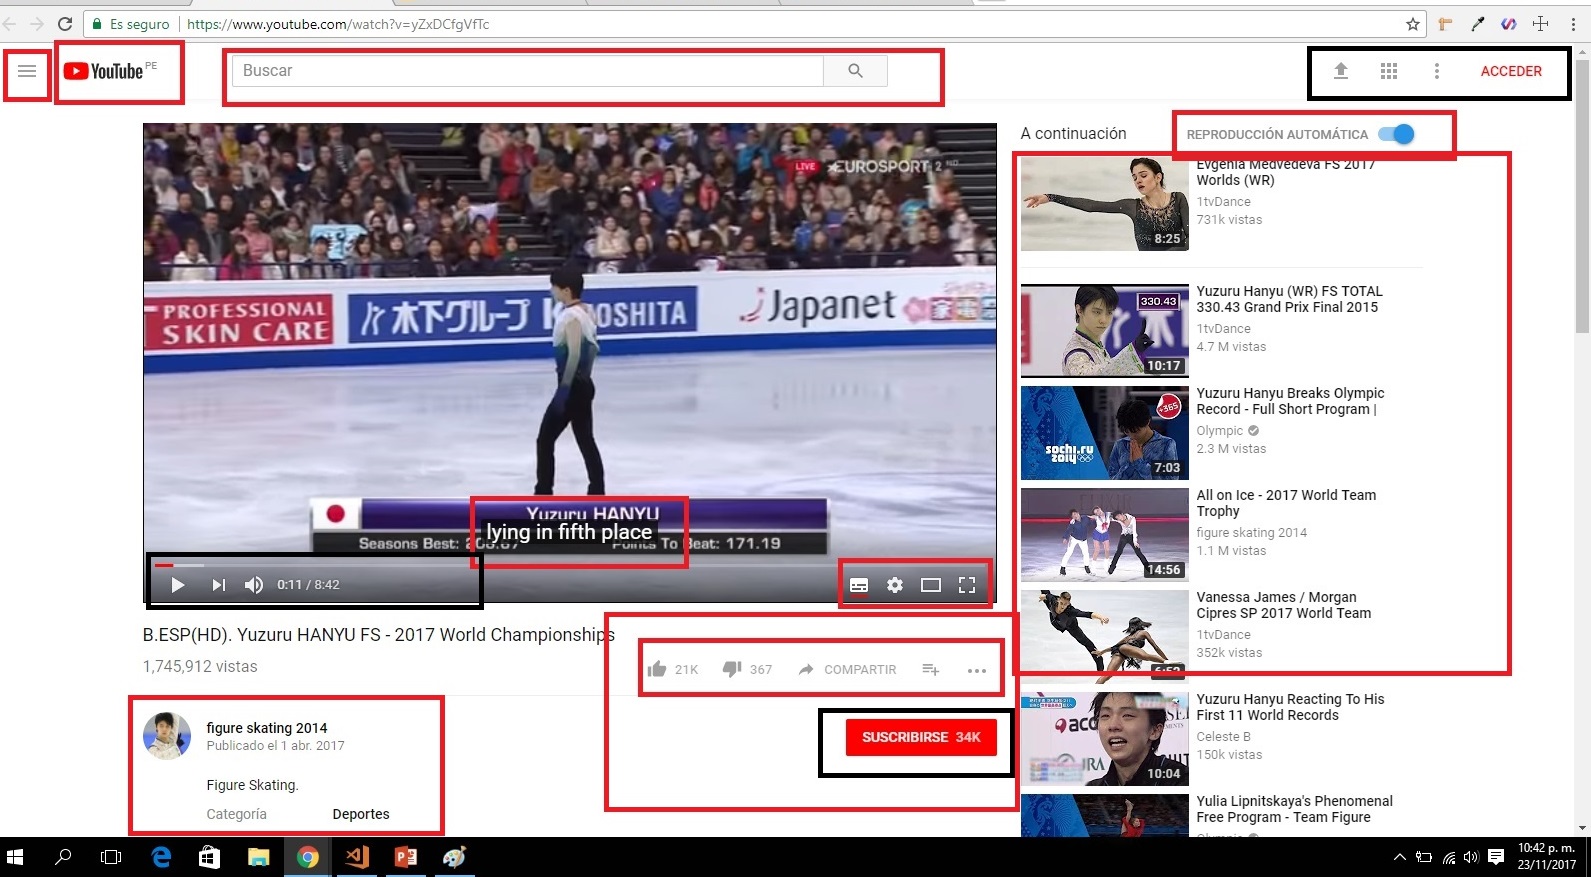 Es seguro
https://www.youtube.com/watch?v=yZxDCfgVfTc
YouTube PE
Buscar
ACCEDER
LIVE EUROSPORT 2
PROFESSIONAL
SKIN CARE
木下グループ
KINOSHITA
Japanet
Yuzuru HANYU
lying in fifth place
Seasons Best:
Points To Beat: 171.19
0:11 / 8:42
B.ESP(HD). Yuzuru HANYU FS - 2017 World Championships
1,745,912 vistas
21K
367
COMPARTIR
SUSCRIBIRSE 34K
figure skating 2014
Publicado el 1 abr. 2017
Figure Skating.
Categoría
Deportes
A continuación
REPRODUCCIÓN AUTOMÁTICA
Evgenia Medvedeva FS 2017
Worlds (WR)
1tvDance
731k vistas
8:25
Yuzuru Hanyu (WR) FS TOTAL
330.43 Grand Prix Final 2015
1tvDance
4.7 M vistas
330.43
10:17
Yuzuru Hanyu Breaks Olympic
Record - Full Short Program |
Olympic
2.3 M vistas
+365
sochi.ru
2014
7:03
All on Ice - 2017 World Team
Trophy
figure skating 2014
1.1 M vistas
14:56
Vanessa James / Morgan
Cipres SP 2017 World Team
1tvDance
352k vistas
Yuzuru Hanyu Reacting To His
First 11 World Records
Celeste B
150k vistas
10:04
Yulia Lipnitskaya's Phenomenal
Free Program - Team Figure
10:42 p. m.
23/11/2017